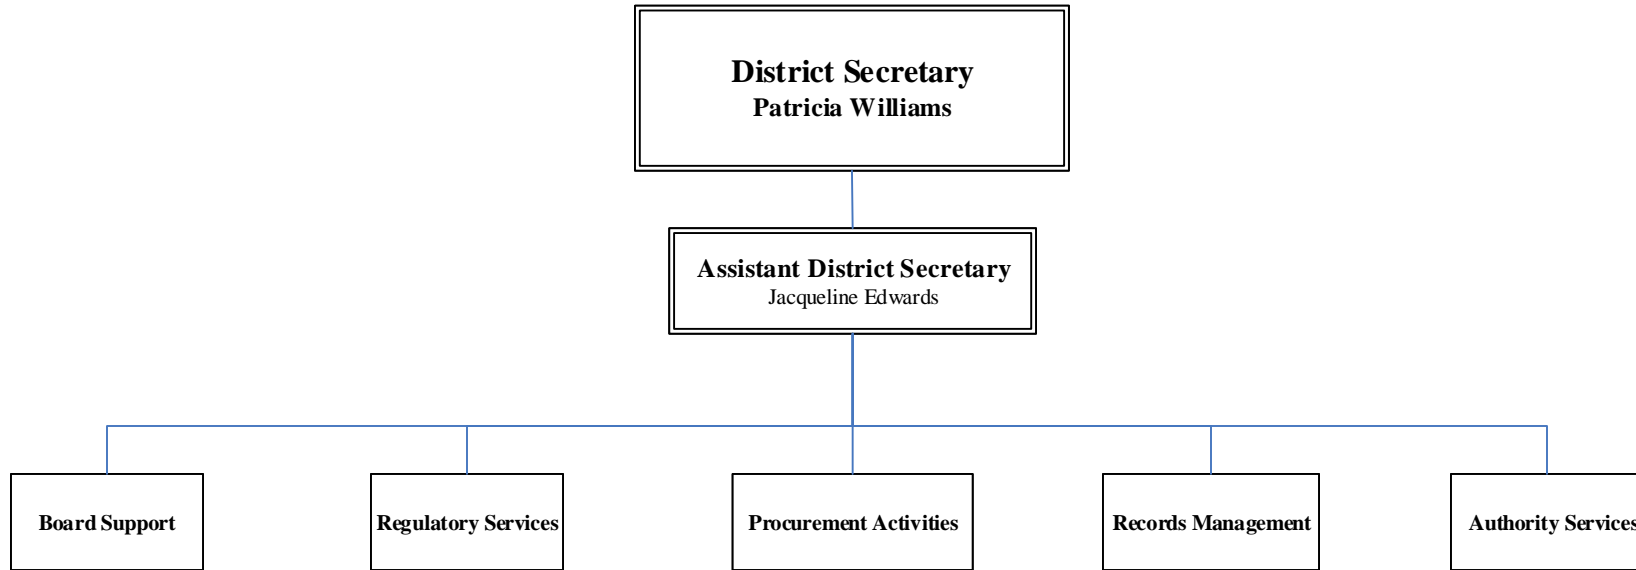 District Secretary
Patricia Williams
Assistant District Secretary
Jacqueline Edwards
Board Support
Regulatory Services
Procurement Activities
Records Management
Authority Services